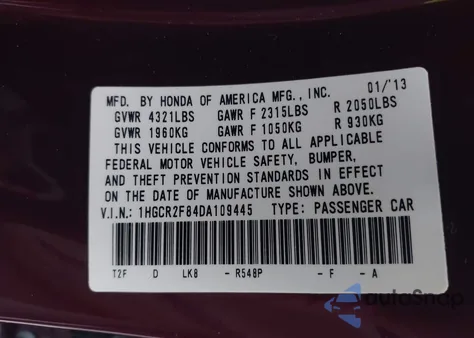 MFD. BY HONDA OF AMERICA MFG., INC. 01/'13
GVWR 4321LBS GAWR F 2315LBS R 2050LBS
GVWR 1960KG GAWR F 1050KG R 930KG
THIS VEHICLE CONFORMS TO ALL APPLICABLE
FEDERAL MOTOR VEHICLE SAFETY, BUMPER,
AND THEFT PREVENTION STANDARDS IN EFFECT
ON THE DATE OF MANUFACTURE SHOWN ABOVE.
V.I.N.: 1HGCR2F84DA109445 TYPE: PASSENGER CAR
T2F D LK8 - R548P - F - A
autoSnap